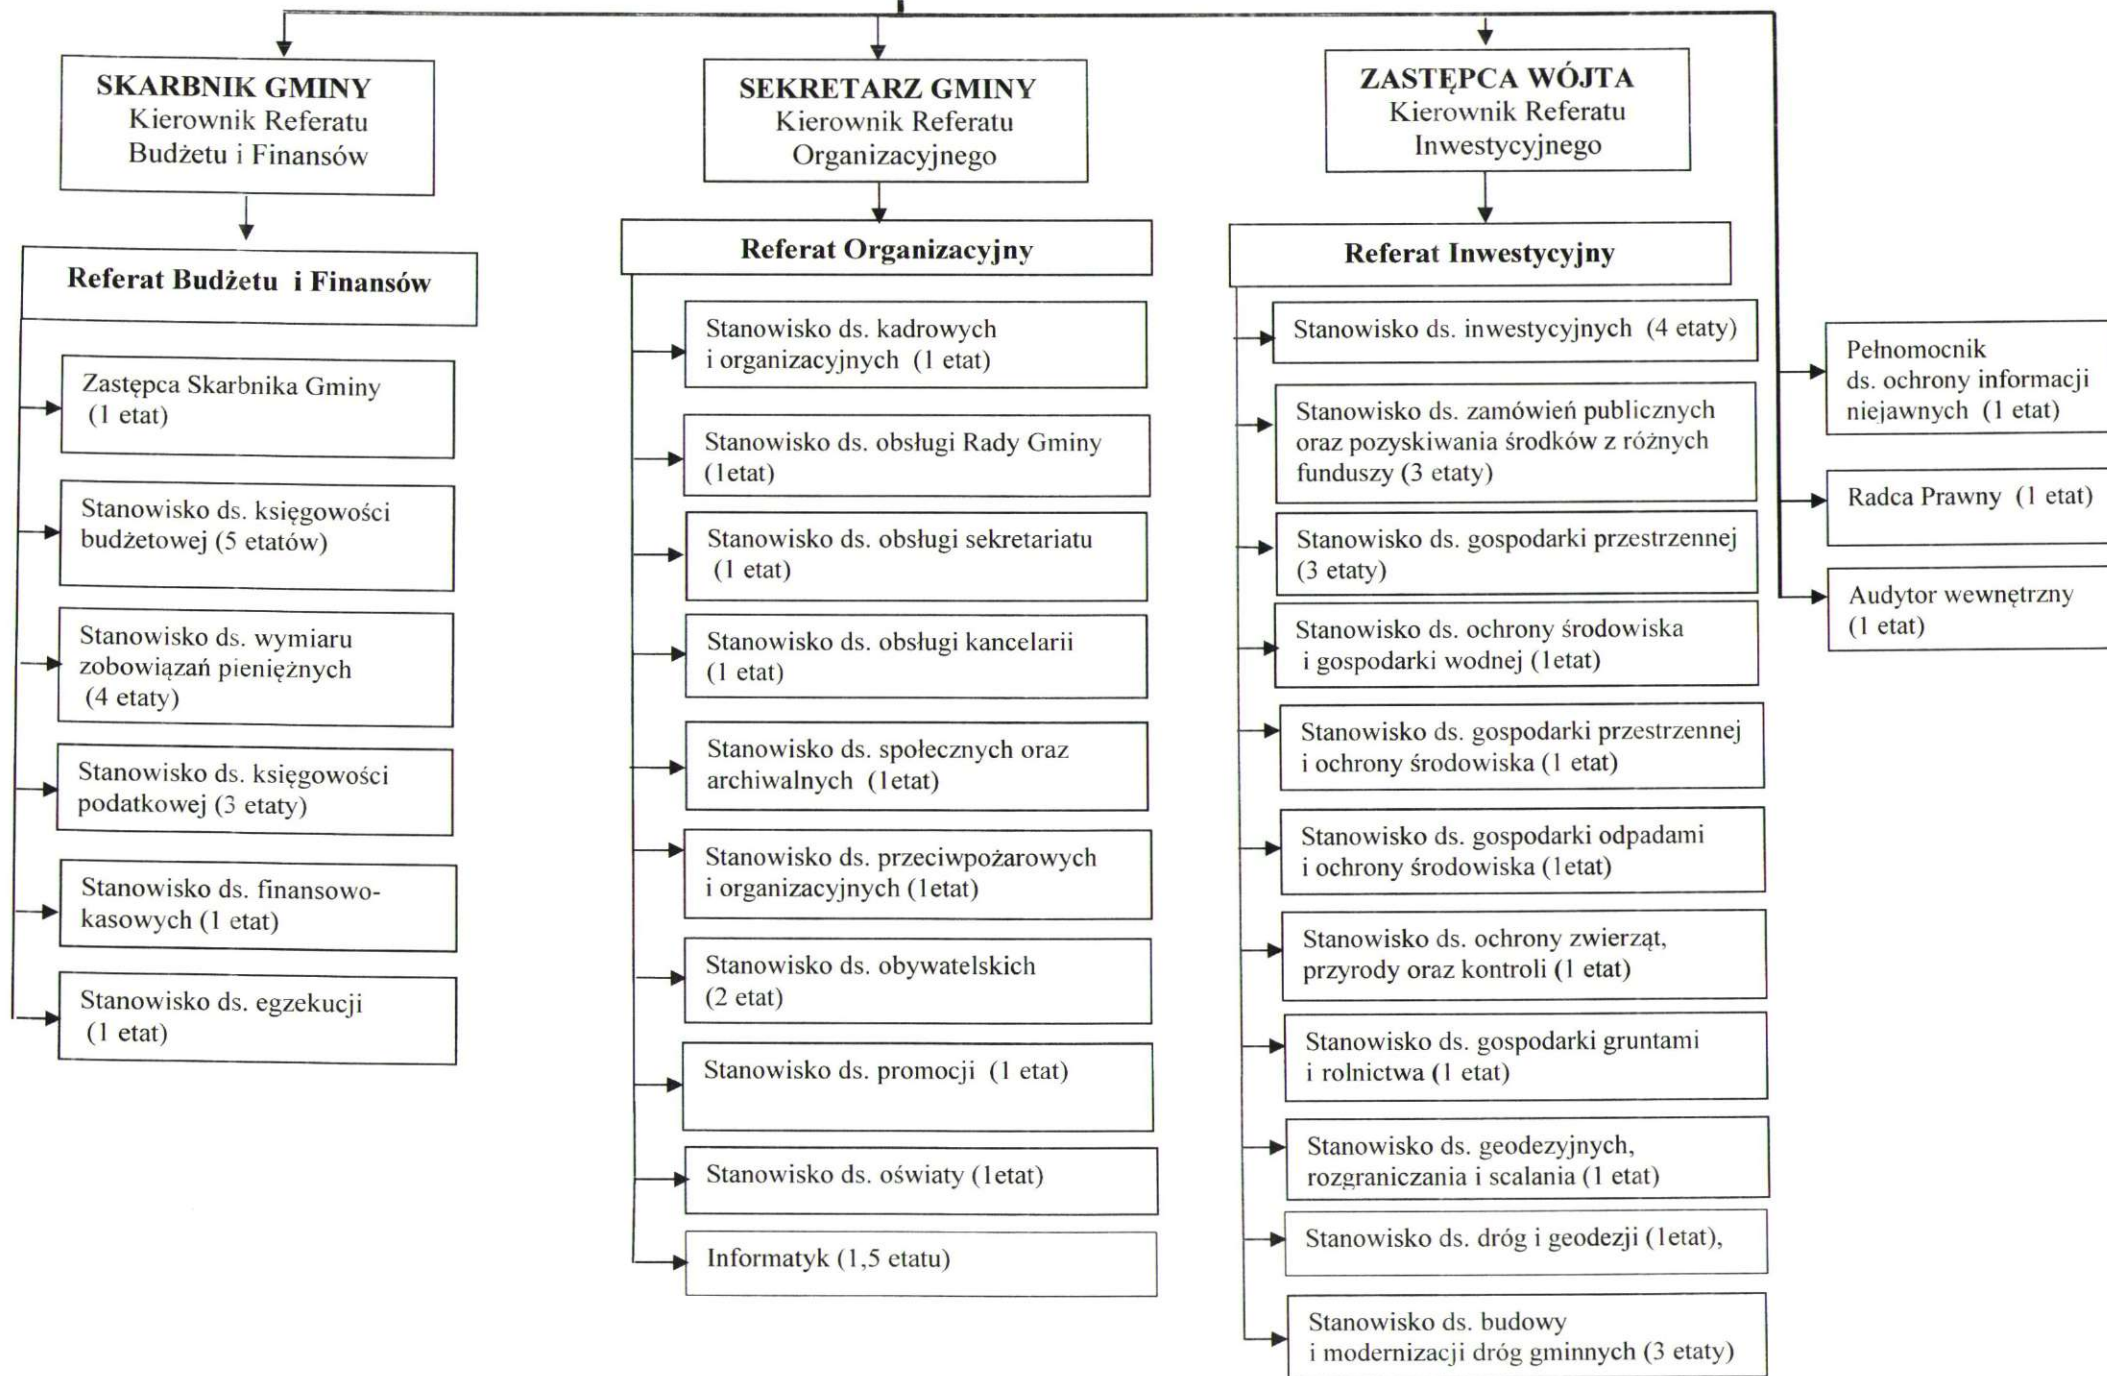 SKARBNIK GMINY
Kierownik Referatu
Budżetu i Finansów
Referat Budżetu i Finansów
Zastępca Skarbnika Gminy
(1 etat)
Stanowisko ds. księgowości
budżetowej (5 etatów)
Stanowisko ds. wymiaru
zobowiązań pieniężnych
(4 etaty)
Stanowisko ds. księgowości
podatkowej (3 etaty)
Stanowisko ds. finansowo-
kasowych (1 etat)
Stanowisko ds. egzekucji
(1 etat)
SEKRETARZ GMINY
Kierownik Referatu
Organizacyjnego
Referat Organizacyjny
Stanowisko ds. kadrowych
i organizacyjnych (1 etat)
Stanowisko ds. obsługi Rady Gminy
(1etat)
Stanowisko ds. obsługi sekretariatu
(1 etat)
Stanowisko ds. obsługi kancelarii
(1 etat)
Stanowisko ds. społecznych oraz
archiwalnych (1etat)
Stanowisko ds. przeciwpożarowych
i organizacyjnych (1etat)
Stanowisko ds. obywatelskich
(2 etat)
Stanowisko ds. promocji (1 etat)
Stanowisko ds. oświaty (1etat)
Informatyk (1,5 etatu)
ZASTĘPCA WÓJTA
Kierownik Referatu
Inwestycyjnego
Referat Inwestycyjny
Stanowisko ds. inwestycyjnych (4 etaty)
Stanowisko ds. zamówień publicznych
oraz pozyskiwania środków z różnych
funduszy (3 etaty)
Stanowisko ds. gospodarki przestrzennej
(3 etaty)
Stanowisko ds. ochrony środowiska
i gospodarki wodnej (1etat)
Stanowisko ds. gospodarki przestrzennej
i ochrony środowiska (1 etat)
Stanowisko ds. gospodarki odpadami
i ochrony środowiska (1etat)
Stanowisko ds. ochrony zwierząt,
przyrody oraz kontroli (1 etat)
Stanowisko ds. gospodarki gruntami
i rolnictwa (1 etat)
Stanowisko ds. geodezyjnych,
rozgraniczania i scalania (1 etat)
Stanowisko ds. dróg i geodezji (1etat),
Stanowisko ds. budowy
i modernizacji dróg gminnych (3 etaty)
Pełnomocnik
ds. ochrony informacji
niejawnych (1 etat)
Radca Prawny (1 etat)
Audytor wewnętrzny
(1 etat)